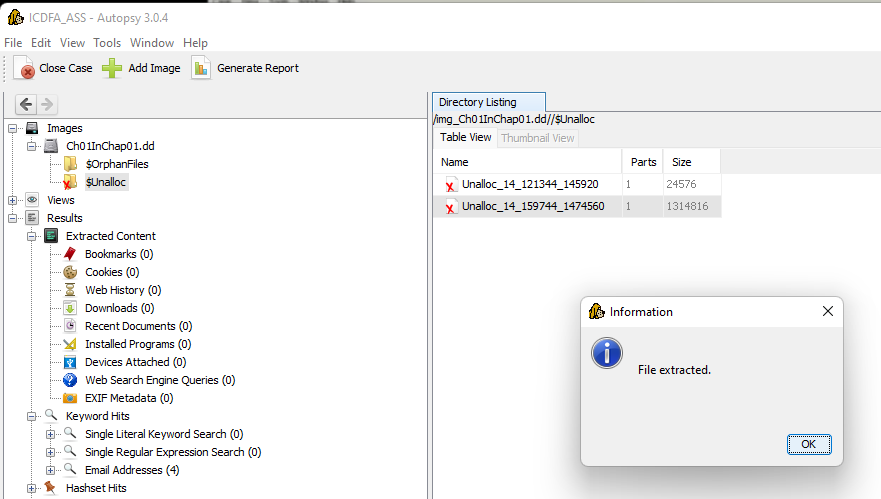 ICDFA_ASS - Autopsy 3.0.4
File Edit View Tools Window Help
Close Case Add Image Generate Report
Images
Ch01InChap01.dd
$OrphanFiles
$Unalloc
Views
Results
Extracted Content
Bookmarks (0)
Cookies (0)
Web History (0)
Downloads (0)
Recent Documents (0)
Installed Programs (0)
Devices Attached (0)
Web Search Engine Queries (0)
EXIF Metadata (0)
Keyword Hits
Single Literal Keyword Search (0)
Single Regular Expression Search (0)
Email Addresses (4)
Hashset Hits
Directory Listing
/img_Ch01InChap01.dd//$Unalloc
Table View Thumbnail View
Name Parts Size
Unalloc_14_121344_145920 1 24576
Unalloc_14_159744_1474560 1 1314816
Information
File extracted.
OK